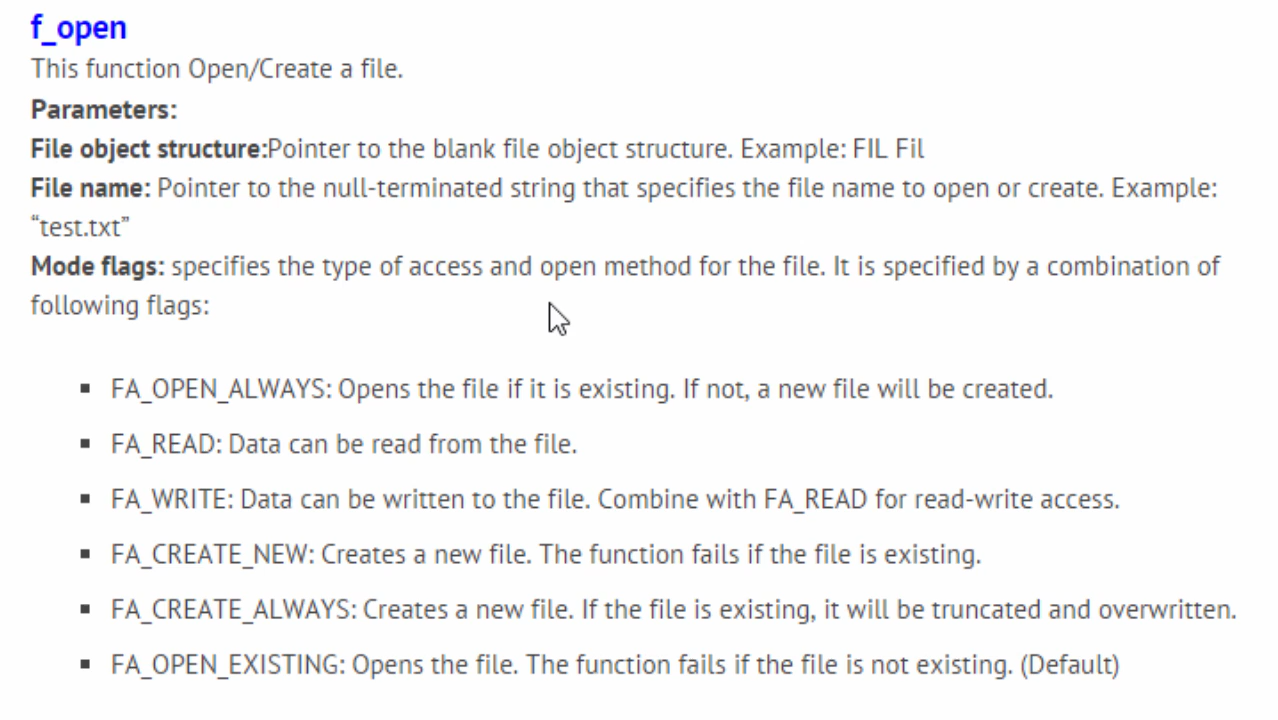 f_open
This function Open/Create a file.
Parameters:
File object structure:Pointer to the blank file object structure. Example: FIL Fil
File name: Pointer to the null-terminated string that specifies the file name to open or create. Example:
“test.txt”
Mode flags: specifies the type of access and open method for the file. It is specified by a combination of
following flags:
▪ FA_OPEN_ALWAYS: Opens the file if it is existing. If not, a new file will be created.
▪ FA_READ: Data can be read from the file.
▪ FA_WRITE: Data can be written to the file. Combine with FA_READ for read-write access.
▪ FA_CREATE_NEW: Creates a new file. The function fails if the file is existing.
▪ FA_CREATE_ALWAYS: Creates a new file. If the file is existing, it will be truncated and overwritten.
▪ FA_OPEN_EXISTING: Opens the file. The function fails if the file is not existing. (Default)